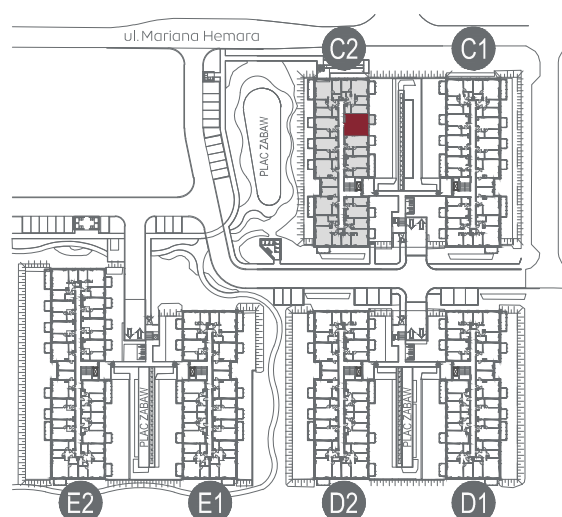 ul. Mariana Hemara
C2
C1
PLAC ZABAW
PLAC ZABAW
PLAC ZABAW
E2
E1
D2
D1